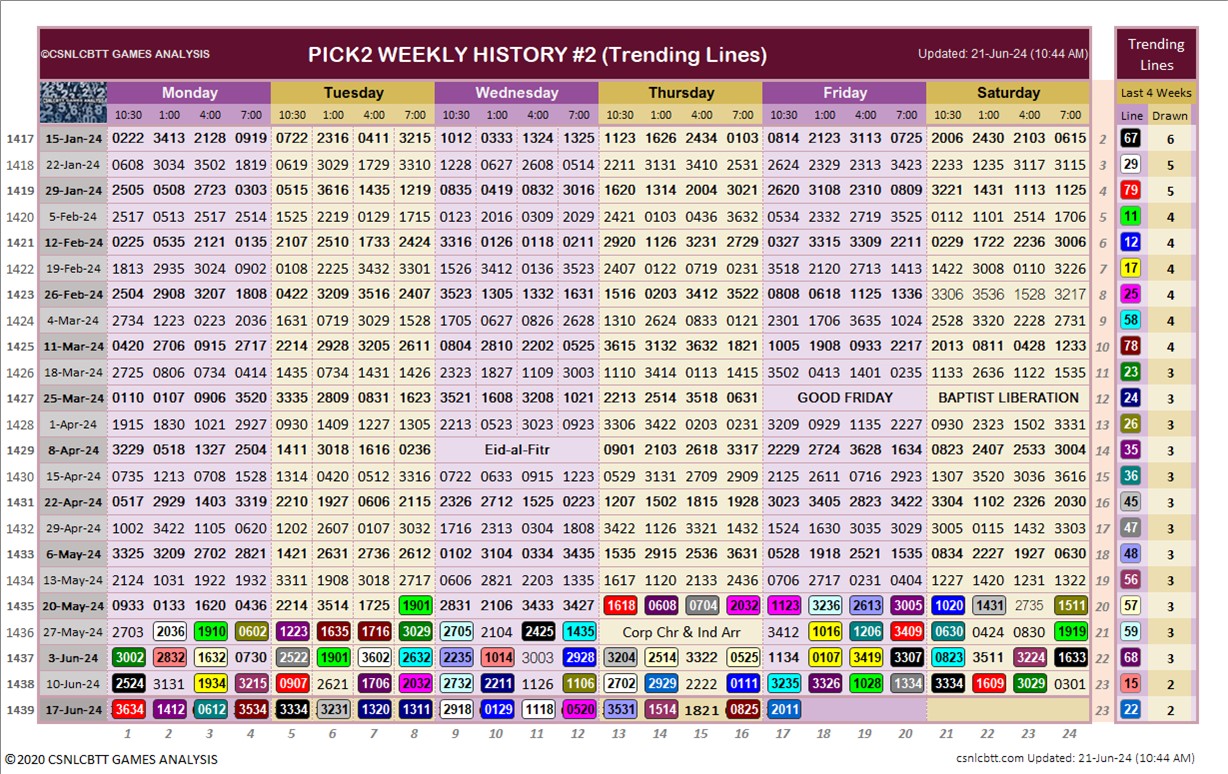 ©CSNLCBTT GAMES ANALYSIS PICK2 WEEKLY HISTORY #2 (Trending Lines) Updated: 21-Jun-24 (10:44 AM) Trending Lines
Monday Tuesday Wednesday Thursday Friday Saturday Last 4 Weeks
10:30 1:00 4:00 7:00 10:30 1:00 4:00 7:00 10:30 1:00 4:00 7:00 10:30 1:00 4:00 7:00 10:30 1:00 4:00 7:00 10:30 1:00 4:00 7:00 Line Drawn
1417 15-Jan-24 0222 3413 2128 0919 0722 2316 0411 3215 1012 0333 1324 1325 1123 1626 2434 0103 0814 2123 3113 0725 2006 2430 2103 0615 2 67 6
1418 22-Jan-24 0608 3034 3502 1819 0619 3029 1729 3310 1228 0627 2608 0514 2211 3131 3410 2531 2624 2329 2113 3423 2233 1235 3117 3115 3 29 5
1419 29-Jan-24 2505 0508 2723 0303 0515 3616 1435 1219 0835 0419 0832 3016 1620 1314 2004 3021 2620 3108 2310 0809 3221 1431 1113 1125 4 79 5
1420 5-Feb-24 2517 0513 2517 2514 1525 2219 0129 1715 0123 2016 0309 2029 2421 0103 0436 3632 0534 2332 2719 3525 0112 1101 2514 1706 5 11 4
1421 12-Feb-24 0225 0535 2121 0135 2107 2510 1733 2424 3316 0126 0118 0211 2920 1126 3231 2729 0327 3315 3309 2211 0229 1722 2236 3006 6 12 4
1422 19-Feb-24 1813 2935 3024 0902 0108 2225 3432 3301 1526 3412 0136 3523 2407 0122 0719 0231 3518 2120 2713 1413 1422 3008 0110 3226 7 17 4
1423 26-Feb-24 2504 2908 3207 1808 0422 3209 3516 2407 3523 1305 1332 1631 1516 0203 3412 3522 0808 0618 1125 1336 3306 3536 1528 3217 8 25 4
1424 4-Mar-24 2734 1223 0223 2036 1631 0719 3029 1523 1705 0627 0826 2628 1310 2624 0833 0121 2301 1706 3535 1024 2528 3320 2228 2731 9 58 4
1425 11-Mar-24 0420 2706 0915 2717 2214 2928 3205 2611 0804 2810 2202 0525 3615 3132 3632 1821 1005 1908 0933 2217 2013 0811 0428 1233 10 78 4
1426 18-Mar-24 2725 0806 0734 0414 1435 0734 1431 1426 2323 1827 1109 3003 1110 3414 0113 1415 3502 0413 1401 0235 1133 2636 1122 1535 11 23 3
1427 25-Mar-24 0110 0107 0906 3520 3335 2809 0831 1623 3521 1608 3208 1021 2213 2514 3518 0631 GOOD FRIDAY BAPTIST LIBERATION 12 24 3
1428 1-Apr-24 1915 1830 1021 2927 0930 1409 1227 1305 2213 0523 3023 0923 3306 3422 0203 0231 3209 0929 1135 2227 0930 2323 1502 3331 13 26 3
1429 8-Apr-24 3229 0518 1327 2504 1411 3018 1616 0236 Eid-al-Fitr 0901 2103 2618 3317 2229 2724 3628 1634 0823 2407 2533 3004 14 35 3
1430 15-Apr-24 0735 1213 0708 1528 1314 0420 0512 3313 0722 0633 0915 1223 0529 3131 2709 2909 2125 2611 0716 2923 1307 3520 3036 3616 15 36 3
1431 22-Apr-24 0517 2929 1403 3319 2210 1927 0606 2115 2326 2712 1525 0223 1207 1502 1815 1928 3023 3405 2823 3422 3304 1102 2326 2030 16 45 3
1432 29-Apr-24 1002 3422 1105 0620 1202 2607 0107 3032 1716 2313 0304 1808 3422 1126 3321 1432 1524 1630 3035 3029 3005 0115 1432 3303 17 47 3
1433 6-May-24 3325 3209 2702 2821 1421 2631 2736 2612 0102 3104 0334 3435 1535 2915 2536 3631 0528 1918 2521 1535 0834 2227 1927 0630 18 48 3
1434 13-May-24 2124 1031 1922 1932 3311 1908 3018 2717 0606 2821 2203 1335 1617 1120 2133 2436 0706 2717 0231 0404 1227 1420 1231 1322 19 56 3
1435 20-May-24 0933 0133 1620 0436 2214 3514 1725 1901 2831 2106 3433 3427 1618 0608 0704 2032 1123 3236 2613 3005 1020 1431 2735 1511 20 57 3
1436 27-May-24 2703 2036 1910 0602 1223 1635 1716 3029 2705 2104 2425 1435 Corp Chr & Ind Arr 3412 1016 1206 3409 0630 0424 0830 1919 21 59 3
1437 3-Jun-24 3002 2832 1632 0730 2522 1901 3602 2632 2235 1014 3003 2928 3204 2514 3322 0525 1134 0107 3419 3307 0823 3511 3224 1633 22 68 3
1438 10-Jun-24 2524 3131 1934 3215 0907 2621 1706 2032 2732 2211 1126 1106 2702 2929 2222 0111 3235 3326 1028 1334 3334 1609 3029 0301 23 15 2
1439 17-Jun-24 3634 1412 0612 3534 3334 3231 1320 1311 2918 0129 1118 0520 3531 1514 1821 0825 2011 23 22 2
1 2 3 4 5 6 7 8 9 10 11 12 13 14 15 16 17 18 19 20 21 22 23 24
©2020 CSNLCBTT GAMES ANALYSIS csnlcbtt.com Updated: 21-Jun-24 (10:44 AM)